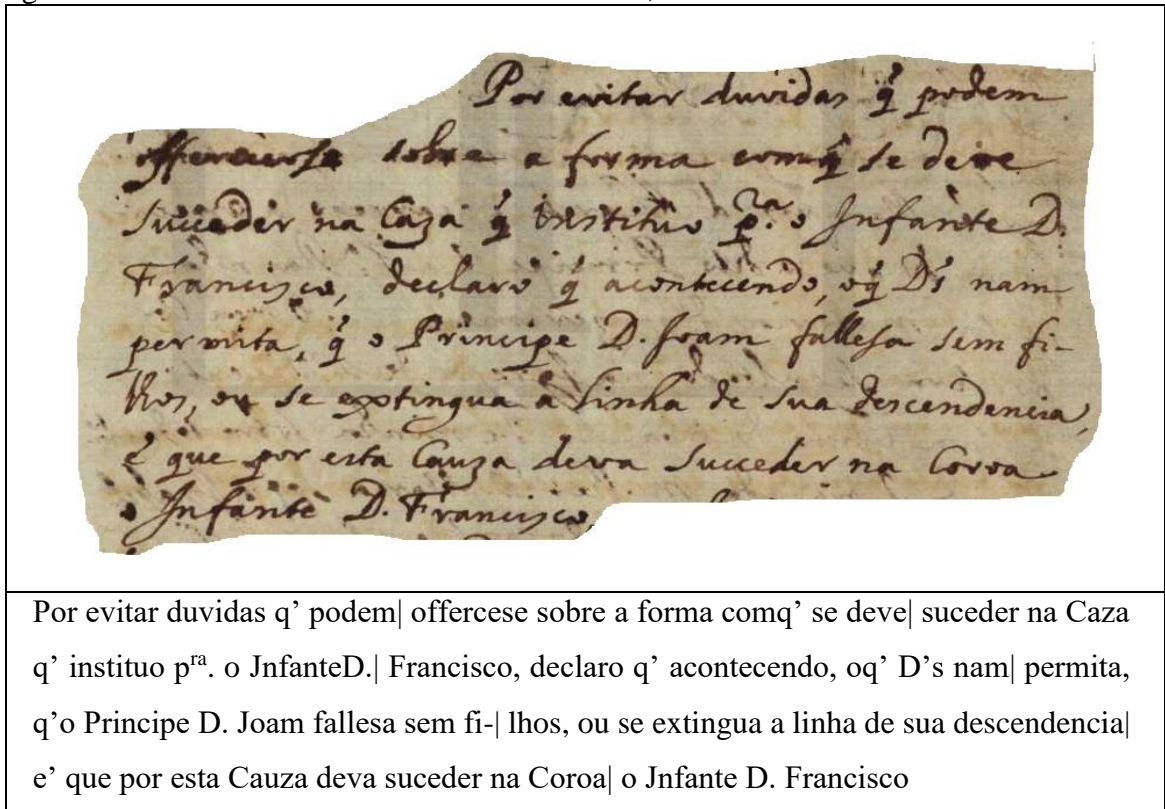 Por evitar duvidas q̃ podem
sobre a forma comq̃ se deve
succeder na Caza q̃ instituo p.ra o Infante D.
Francisco, declaro q̃ acontecendo, oq̃ D's nam
permita, q̃ o Principe D. Joam fallesa sem fi-
lhos, ou se extingua a linha de sua descendencia,
e que por esta Cauza deva succeder na Coroa
o Infante D. Francisco,
Por evitar duvidas q’ podem| offercese sobre a forma comq’ se deve| suceder na Caza
q’ instituo pra. o JnfanteD.| Francisco, declaro q’ acontecendo, oq’ D’s nam| permita,
q’o Principe D. Joam fallesa sem fi-| lhos, ou se extingua a linha de sua descendencia|
e’ que por esta Cauza deva suceder na Coroa| o Jnfante D. Francisco